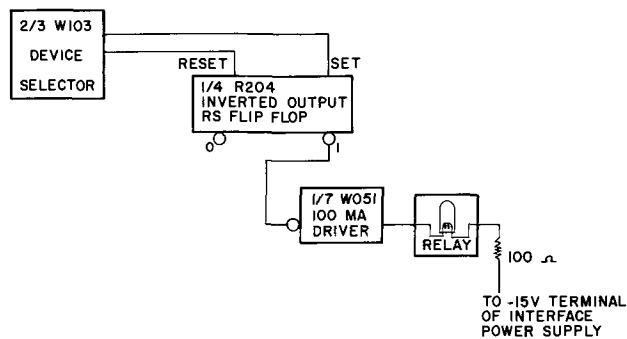 2/3 W103
DEVICE
SELECTOR
RESET
SET
1/4 R204
INVERTED OUTPUT
RS FLIP FLOP
0
1
1/7 W051
100 MA
DRIVER
RELAY
100 Ω
TO -15V TERMINAL
OF INTERFACE
POWER SUPPLY